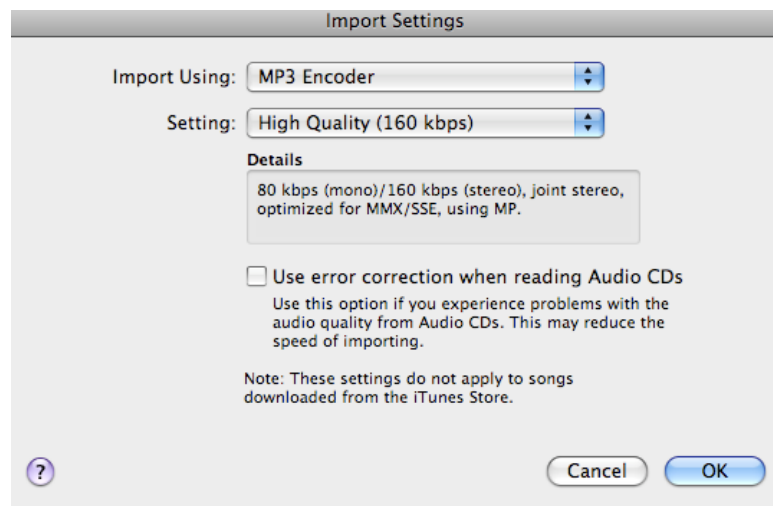 Import Settings
Import Using: MP3 Encoder
Setting: High Quality (160 kbps)
Details
80 kbps (mono)/160 kbps (stereo), joint stereo,
optimized for MMX/SSE, using MP.
Use error correction when reading Audio CDs
Use this option if you experience problems with the
audio quality from Audio CDs. This may reduce the
speed of importing.
Note: These settings do not apply to songs
downloaded from the iTunes Store.
? Cancel OK